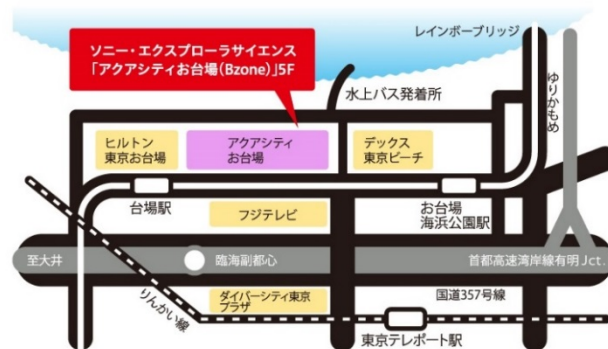 ソニー・エクスプローラサイエンス
「アクアシティお台場(Bzone)」5F
レインボーブリッジ
ゆりかもめ
水上バス発着所
ヒルトン
東京お台場
アクアシティ
お台場
デックス
東京ビーチ
台場駅
フジテレビ
お台場
海浜公園駅
至大井
臨海副都心
首都高速湾岸線有明Jct.
りんかい線
ダイバーシティ東京
プラザ
国道357号線
東京テレポート駅